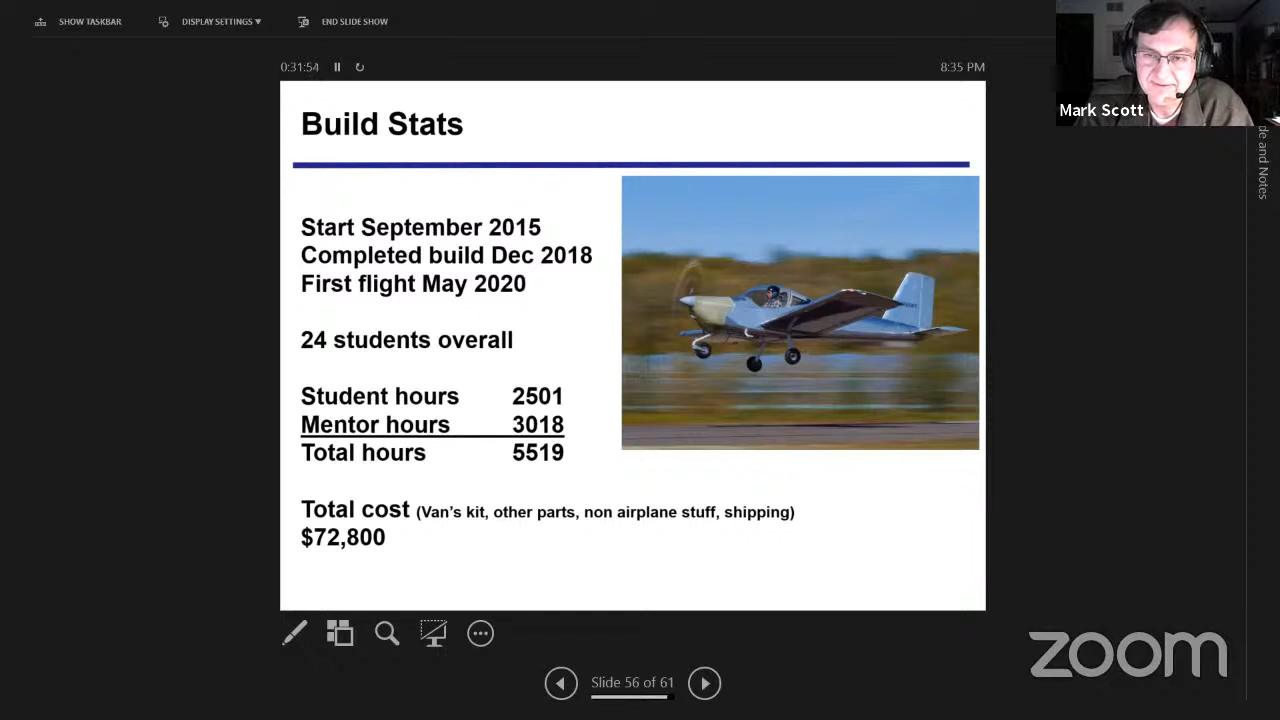 SHOW TASKBAR
DISPLAY SETTINGS ▼
END SLIDE SHOW
0:31:54
8:35 PM
Mark Scott
de and Notes
Build Stats
Start September 2015
Completed build Dec 2018
First flight May 2020
24 students overall
Student hours 2501
Mentor hours 3018
Total hours 5519
Total cost (Van's kit, other parts, non airplane stuff, shipping)
$72,800
zoom
Slide 56 of 61